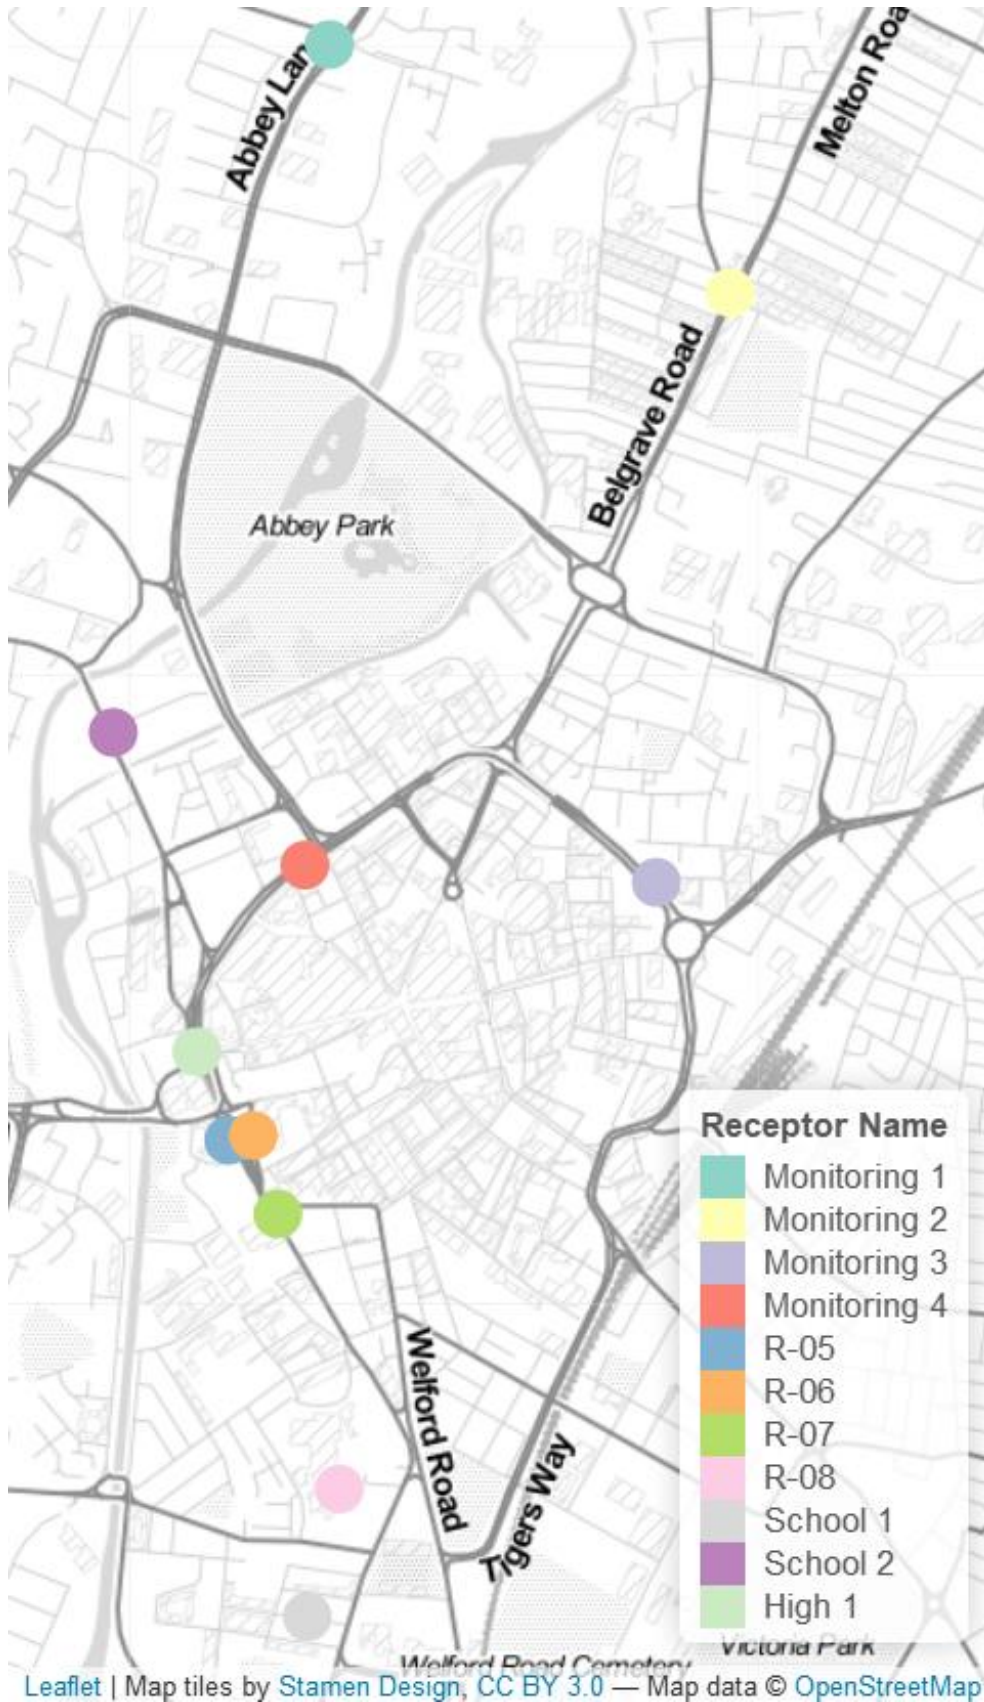 Abbey Lan
Melton Roa
Belgrave Road
Abbey Park
Receptor Name
Monitoring 1
Monitoring 2
Monitoring 3
Monitoring 4
R-05
R-06
R-07
R-08
School 1
School 2
High 1
Welford Road
Tigers Way
Victoria Park
Welford Road Cemetery
Leaflet | Map tiles by Stamen Design, CC BY 3.0 — Map data © OpenStreetMap